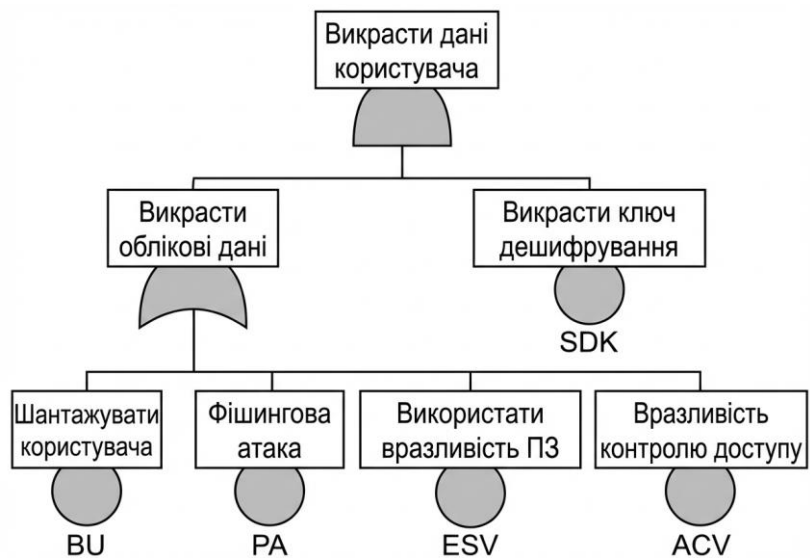 Викрасти дані
користувача
Викрасти
облікові дані
Викрасти ключ
дешифрування
SDK
Шантажувати
користувача
Фішингова
атака
Використати
вразливість ПЗ
Вразливість
контролю доступу
BU
PA
ESV
ACV